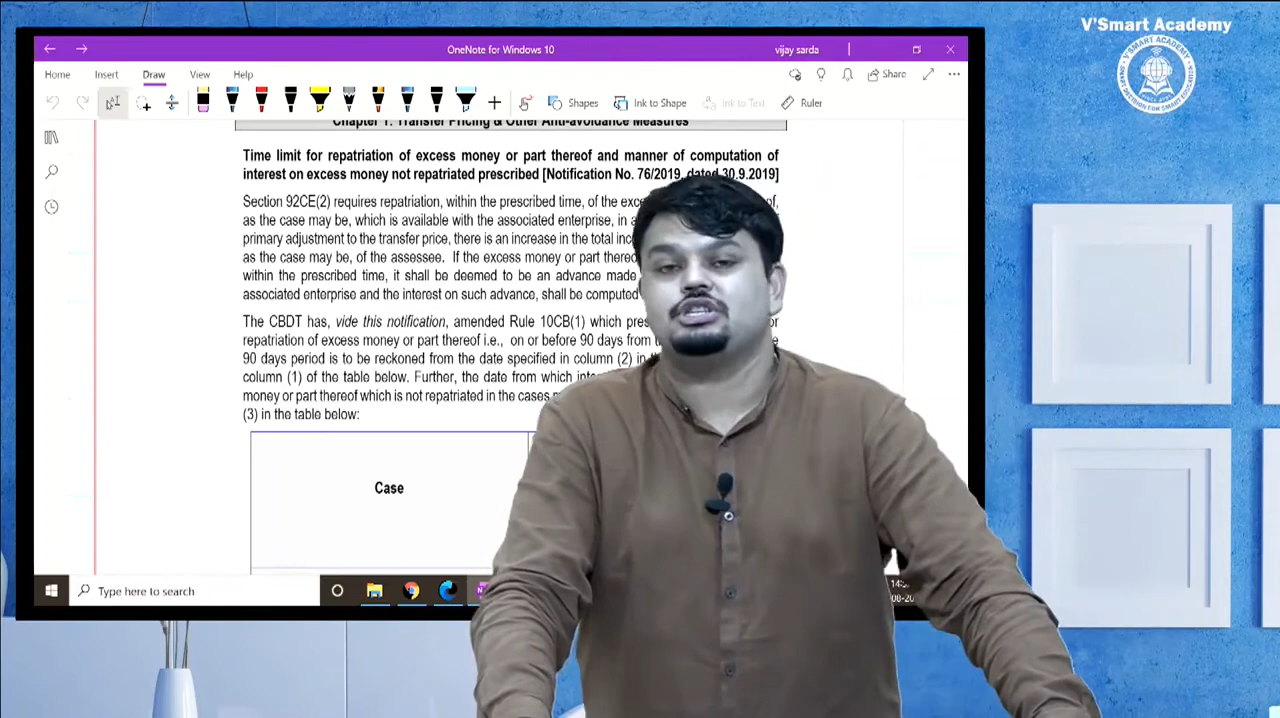 V'Smart Academy
OneNote for Windows 10
vijay sarda
Home Insert Draw View Help
Share
Shapes Ink to Shape Ink to Text Ruler
Chapter 1: Transfer Pricing & Other Anti-avoidance Measures
Time limit for repatriation of excess money or part thereof and manner of computation of
interest on excess money not repatriated prescribed [Notification No. 76/2019, dated 30.9.2019]
Section 92CE(2) requires repatriation, within the prescribed time, of the
as the case may be, which is available with the associated enterprise, in
primary adjustment to the transfer price, there is an increase in the total
as the case may be, of the assessee. If the excess money or part
within the prescribed time, it shall be deemed to be an advance made
associated enterprise and the interest on such advance, shall be computed
The CBDT has, vide this notification, amended Rule 10CB(1) which or
repatriation of excess money or part thereof i.e., on or before 90 days from
90 days period is to be reckoned from the date specified in column (2) in
column (1) of the table below. Further, the date from which
money or part thereof which is not repatriated in the cases
(3) in the table below:
Case
Type here to search